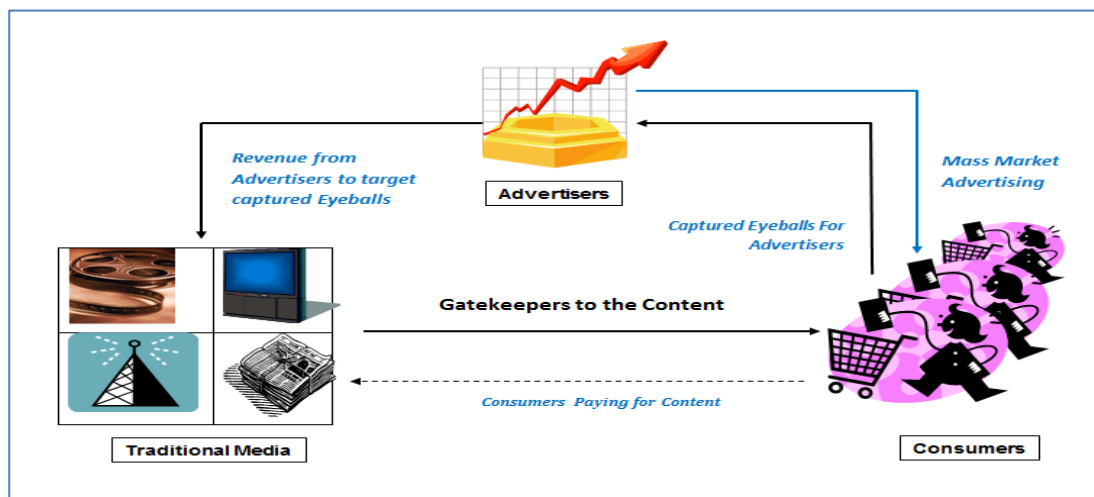 Revenue from
Advertisers to target
captured Eyeballs
Advertisers
Mass Market
Advertising
Captured Eyeballs For
Advertisers
Gatekeepers to the Content
Consumers Paying for Content
Traditional Media
Consumers